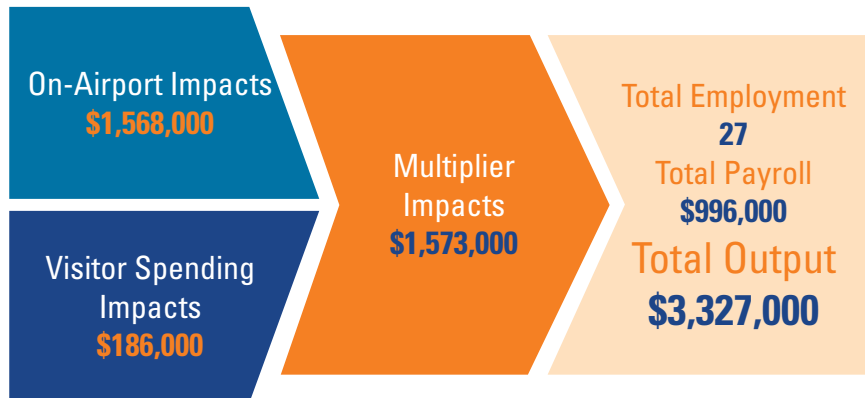 On-Airport Impacts
$1,568,000
Visitor Spending
Impacts
$186,000
Multiplier
Impacts
$1,573,000
Total Employment
27
Total Payroll
$996,000
Total Output
$3,327,000